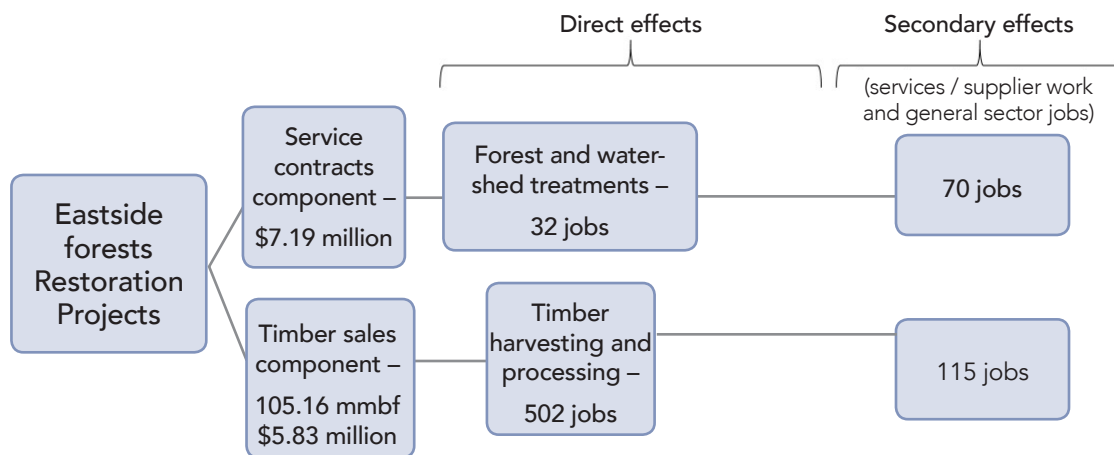 Direct effects
Secondary effects
(services / supplier work
and general sector jobs)
Eastside
forests
Restoration
Projects
Service
contracts
component –
$7.19 million
Forest and water-
shed treatments –
32 jobs
70 jobs
Timber sales
component –
105.16 mmbf
$5.83 million
Timber
harvesting and
processing –
502 jobs
115 jobs